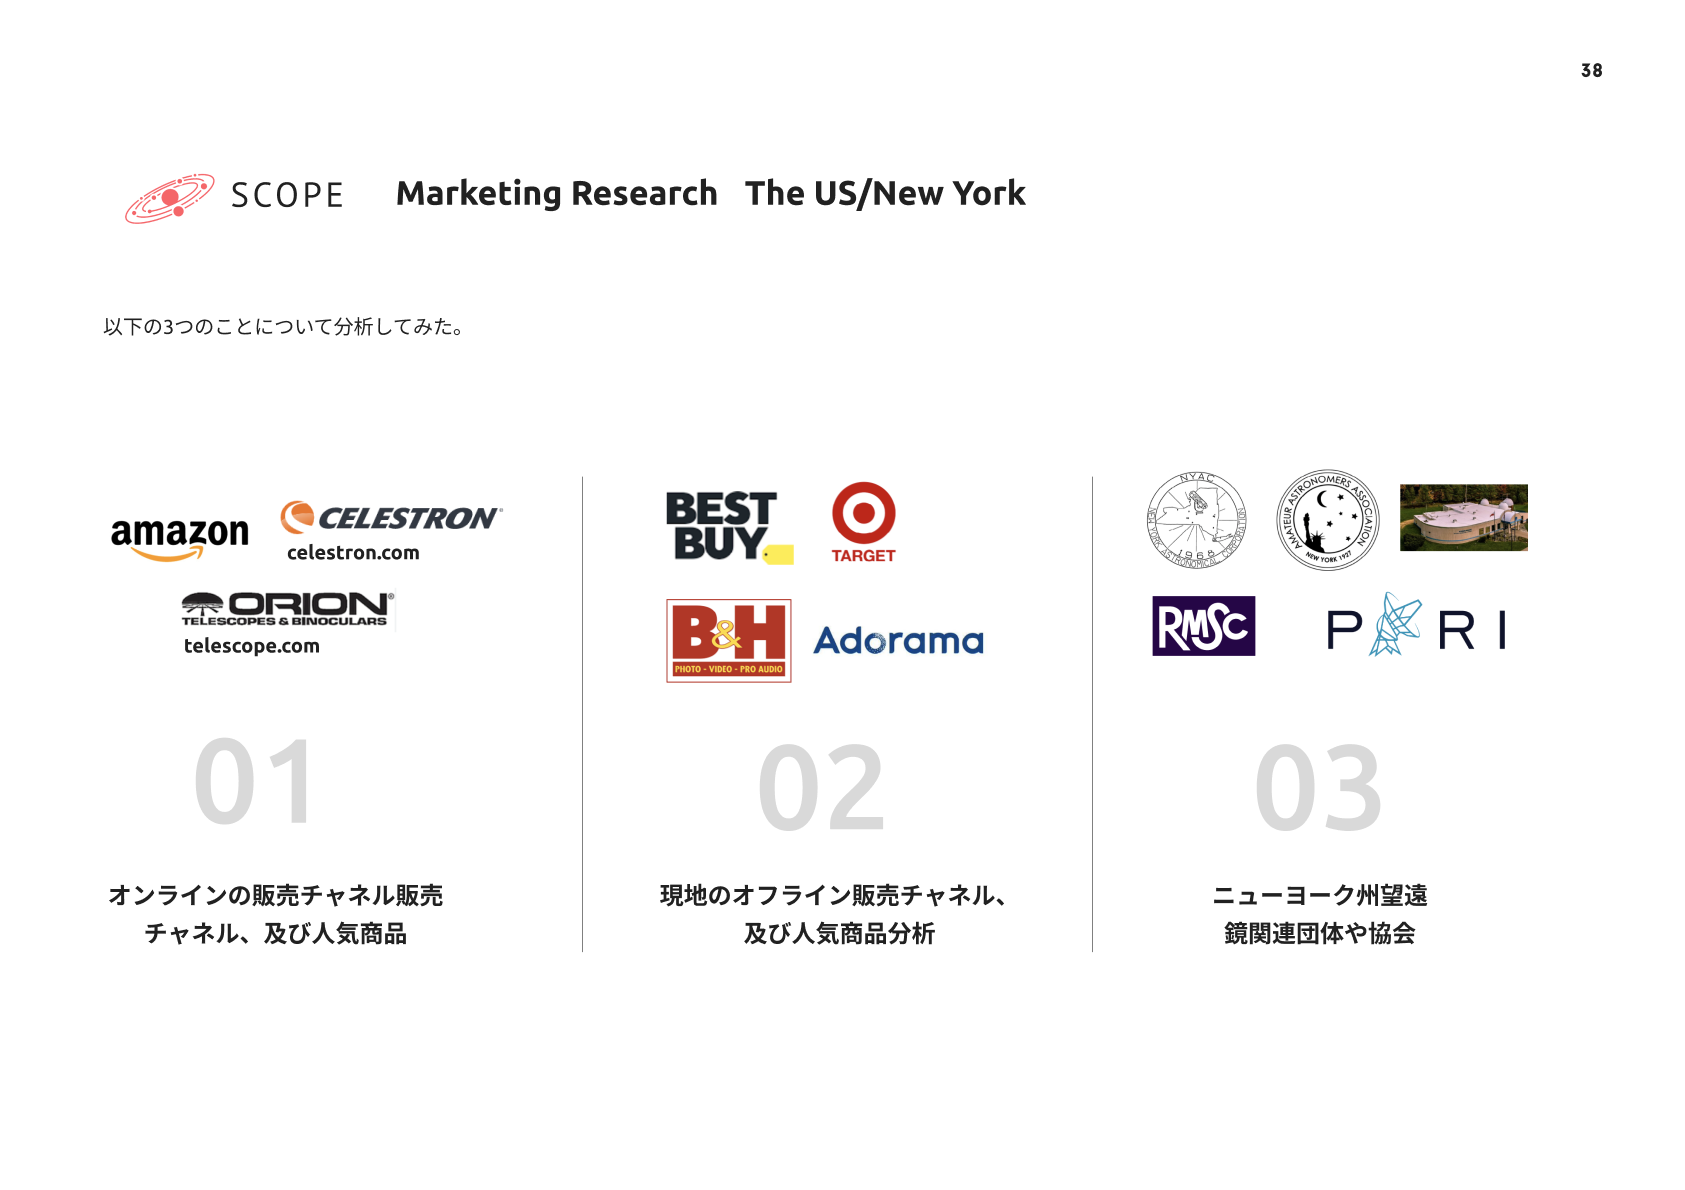 38
SCOPE
Marketing Research The US/New York
以下の3つのことについて分析してみた。
amazon
CELESTRON
celestron.com
ORION
TELESCOPES & BINOCULARS
telescope.com
01
オンラインの販売チャネル販売
チャネル、及び人気商品
BEST
BUY
TARGET
B&H
PHOTO - VIDEO - PRO AUDIO
Adorama
02
現地のオフライン販売チャネル、
及び人気商品分析
NYAC
NEW YORK ASTRONOMICAL CORPORATION
1968
AMATEUR ASTRONOMERS ASSOCIATION
NEW YORK 1927
RMSC
PARI
03
ニューヨーク州望遠
鏡関連団体や協会